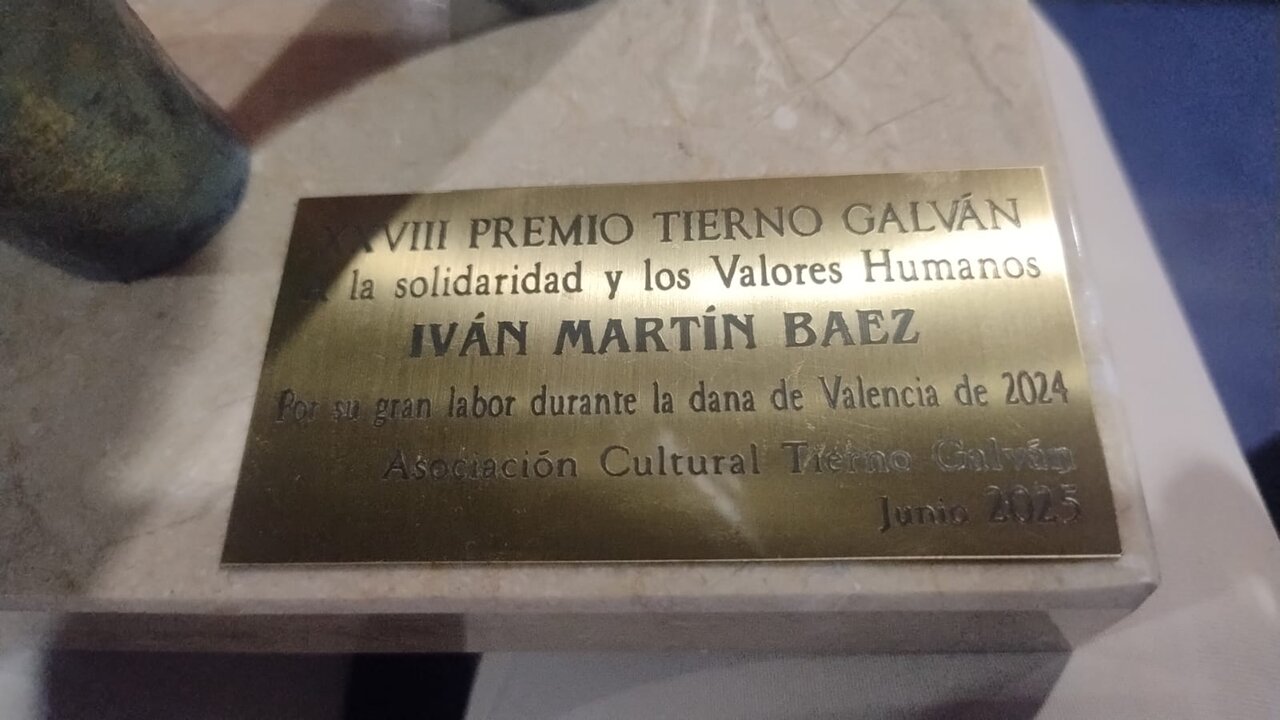 XXVIII PREMIO TIERNO GALVÁN
la solidaridad y los Valores Humanos
IVÁN MARTÍN BAEZ
Por su gran labor durante la dana de Valencia de 2024
Asociación Cultural Tierno Galván
Junio 2025